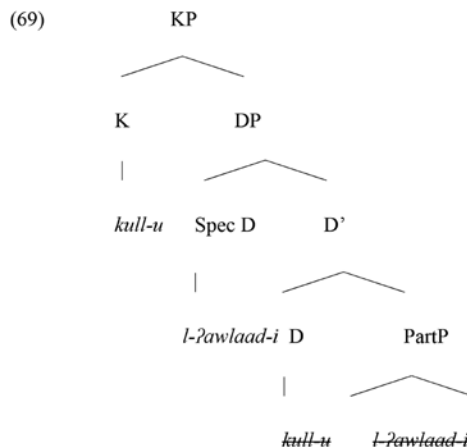 (69) KP
K DP
kull-u Spec D D’
l-ʔawlaad-i D PartP
kull-u l-ʔawlaad-i